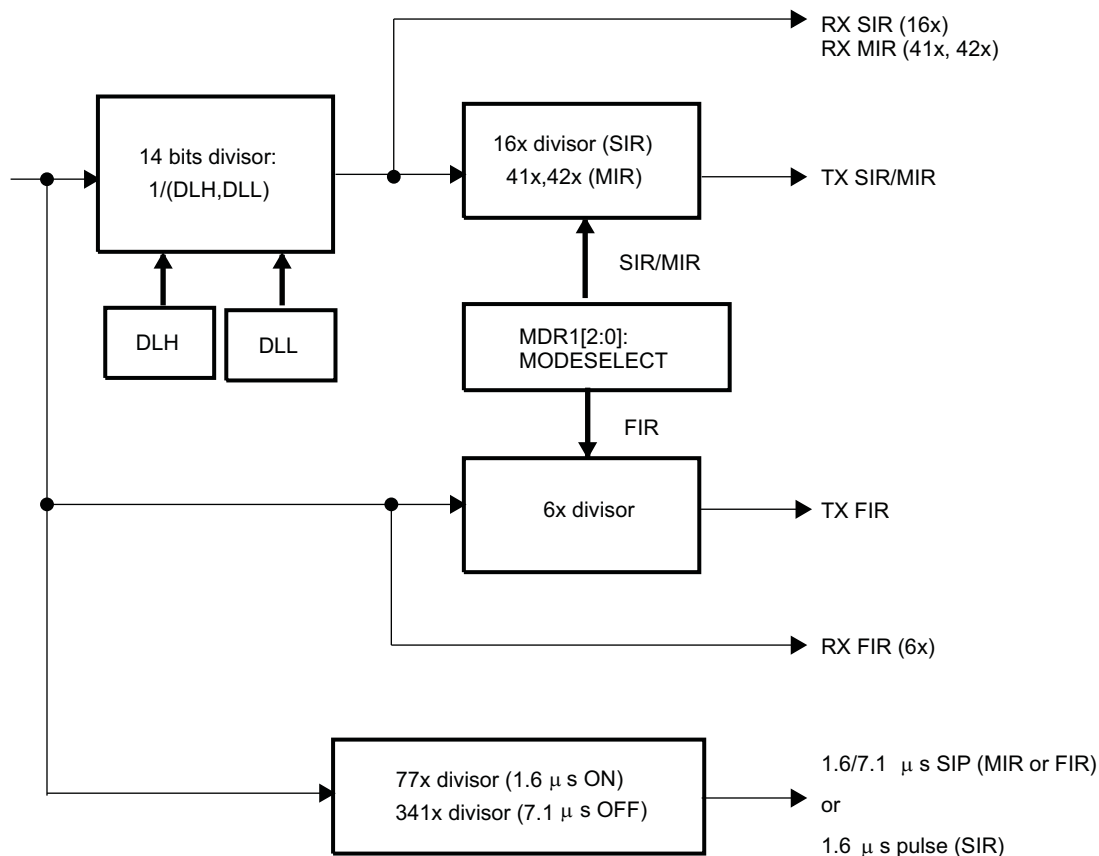 RX SIR (16x)
RX MIR (41x, 42x)
14 bits divisor:
1/(DLH,DLL)
16x divisor (SIR)
41x,42x (MIR)
TX SIR/MIR
SIR/MIR
DLH
DLL
MDR1[2:0]:
MODESELECT
FIR
6x divisor
TX FIR
RX FIR (6x)
77x divisor (1.6 μ s ON)
341x divisor (7.1 μ s OFF)
1.6/7.1 μ s SIP (MIR or FIR)
or
1.6 μ s pulse (SIR)